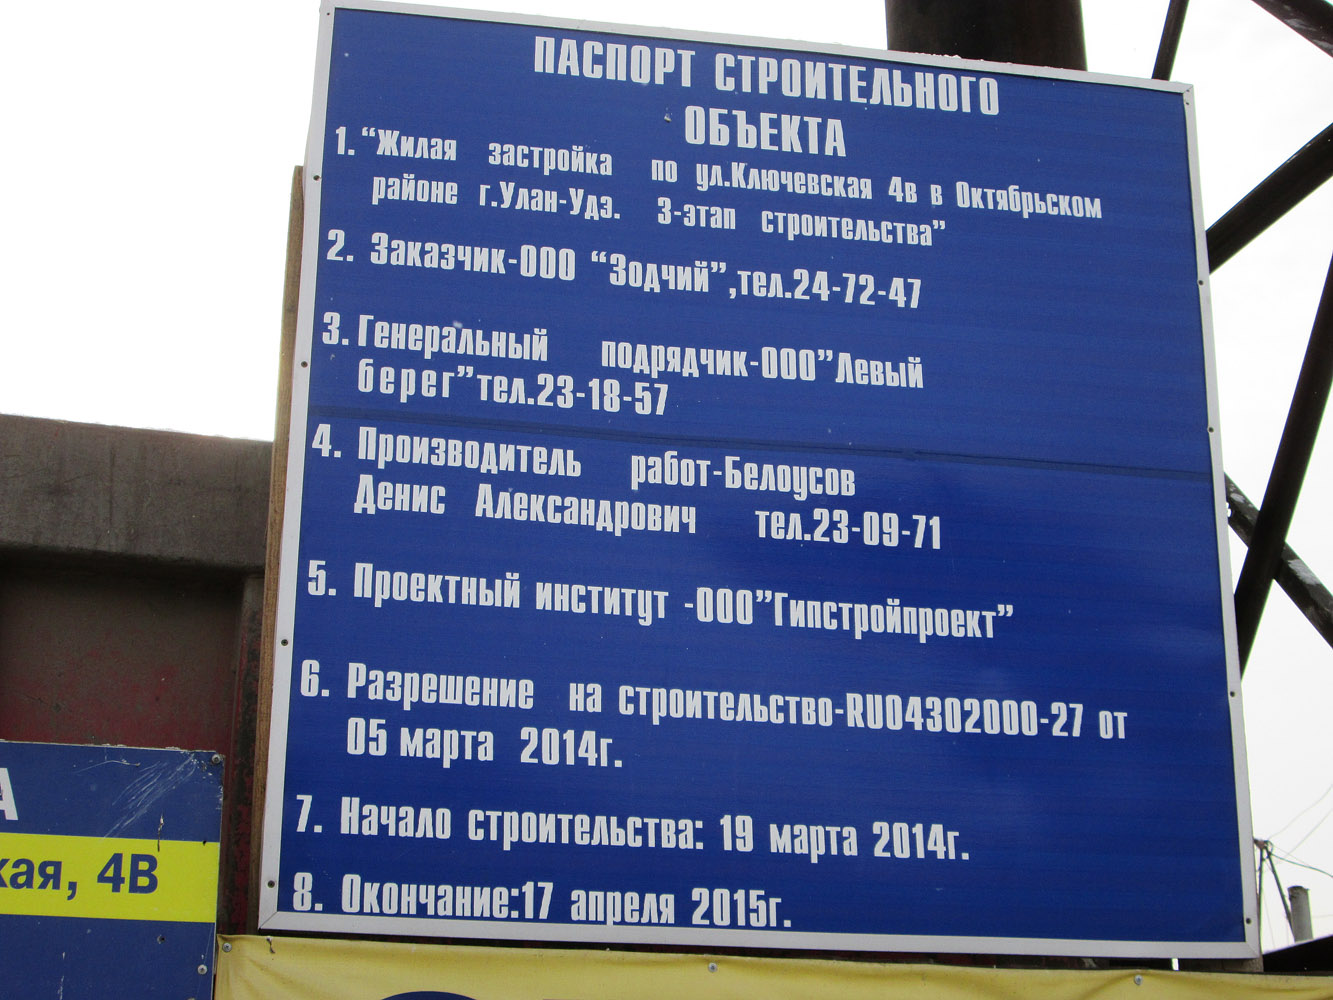 ПАСПОРТ СТРОИТЕЛЬНОГО
ОБЪЕКТА
1. “Жилая застройка по ул.Ключевская 4в в Октябрьском
районе г.Улан-Удэ. 3-этап строительства”
2. Заказчик-ООО “Зодчий”,тел.24-72-47
3. Генеральный подрядчик-ООО”Левый
берег”тел.23-18-57
4. Производитель работ-Белоусов
Денис Александрович тел.23-09-71
5. Проектный институт -ООО”Гипстройпроект”
6. Разрешение на строительство-RU04302000-27 от
05 марта 2014г.
7. Начало строительства: 19 марта 2014г.
8. Окончание:17 апреля 2015г.
А
кая, 4В